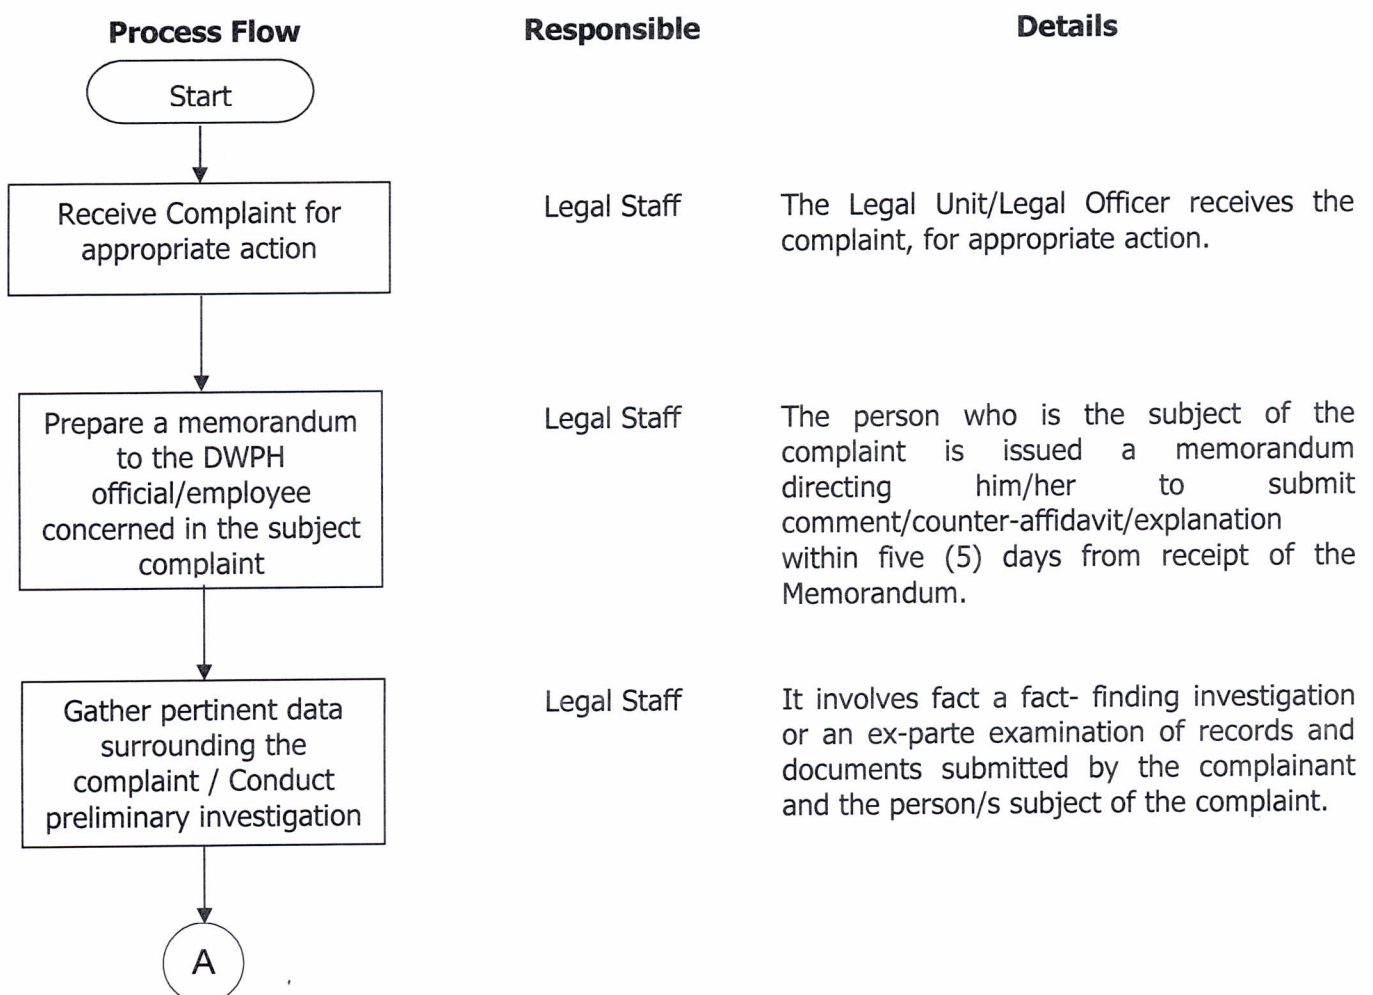 Process Flow
Responsible
Details
Start
Receive Complaint for
appropriate action
Legal Staff
The Legal Unit/Legal Officer receives the
complaint, for appropriate action.
Prepare a memorandum
to the DWPH
official/employee
concerned in the subject
complaint
Legal Staff
The person who is the subject of the
complaint is issued a memorandum
directing him/her to submit
comment/counter-affidavit/explanation
within five (5) days from receipt of the
Memorandum.
Gather pertinent data
surrounding the
complaint / Conduct
preliminary investigation
Legal Staff
It involves fact a fact- finding investigation
or an ex-parte examination of records and
documents submitted by the complainant
and the person/s subject of the complaint.
A